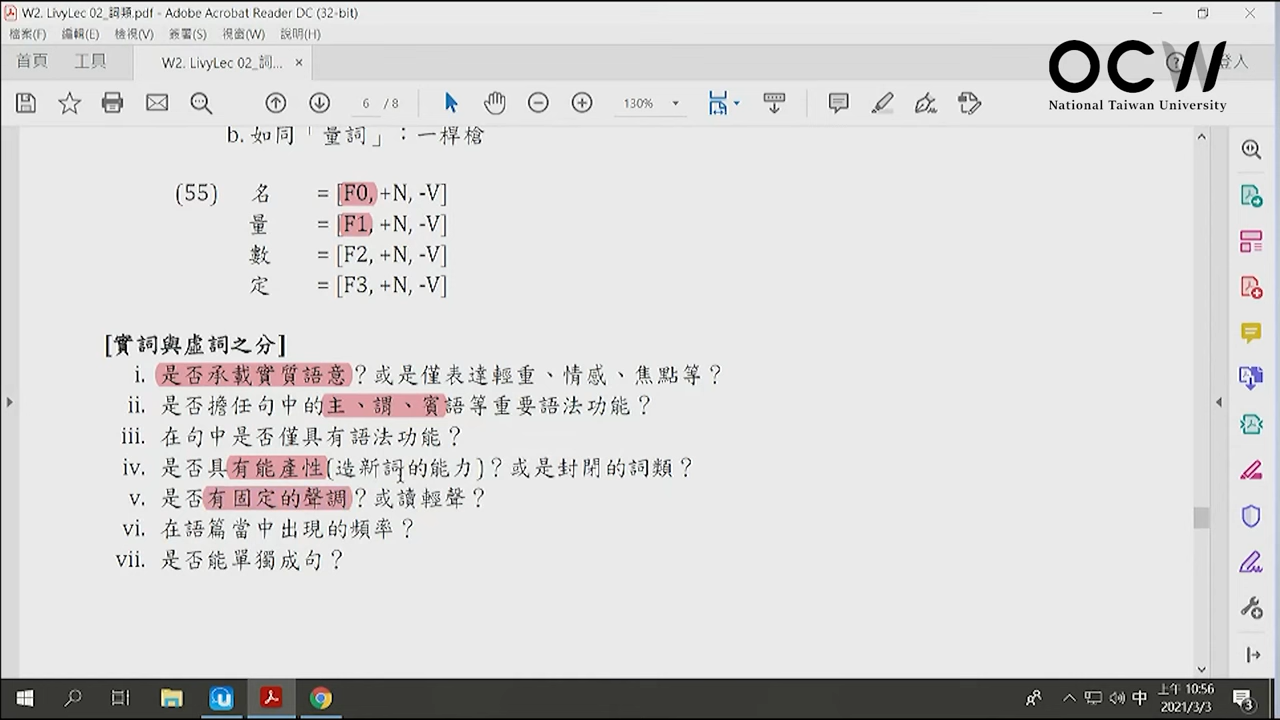 W2. LivyLec 02_詞類.pdf - Adobe Acrobat Reader DC (32-bit)
檔案(F) 編輯(E) 檢視(V) 簽署(S) 視窗(W) 說明(H)
首頁 工具 W2. LivyLec 02_詞... × 登入
OCW
National Taiwan University
6 / 8 130%
b. 如同「量詞」：一桿槍
(55) 名 = [F0, +N, -V]
量 = [F1, +N, -V]
數 = [F2, +N, -V]
定 = [F3, +N, -V]
[實詞與虛詞之分]
i. 是否承載實質語意？或是僅表達輕重、情感、焦點等？
ii. 是否擔任句中的主、謂、賓語等重要語法功能？
iii. 在句中是否僅具有語法功能？
iv. 是否具有能產性(造新詞的能力)？或是封閉的詞類？
v. 是否有固定的聲調？或讀輕聲？
vi. 在語篇當中出現的頻率？
vii. 是否能單獨成句？
中 上午 10:56
2021/3/3
3